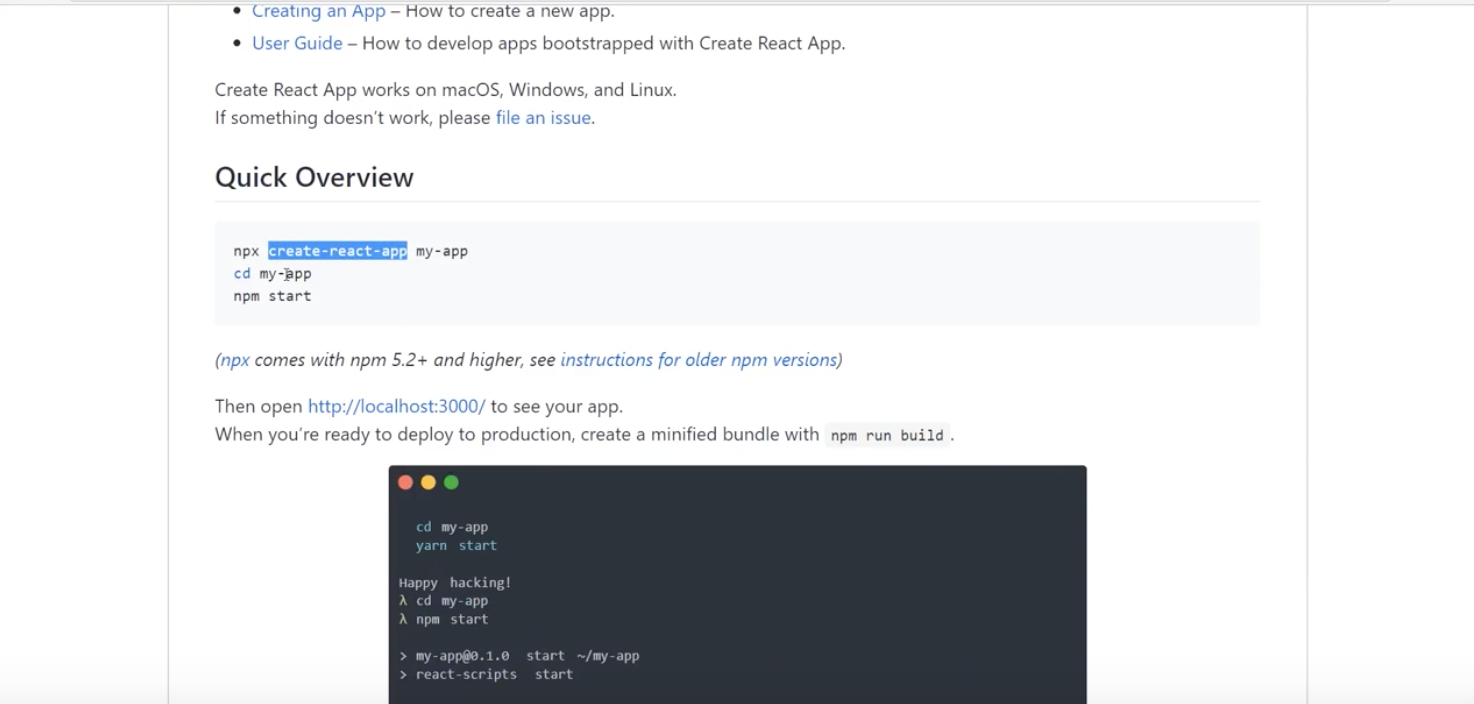 Creating an App – How to create a new app.
User Guide – How to develop apps bootstrapped with Create React App.
Create React App works on macOS, Windows, and Linux.
If something doesn't work, please file an issue.
Quick Overview
npx create-react-app my-app
cd my-app
npm start
(npx comes with npm 5.2+ and higher, see instructions for older npm versions)
Then open http://localhost:3000/ to see your app.
When you're ready to deploy to production, create a minified bundle with npm run build.
cd my-app
yarn start
Happy hacking!
λ cd my-app
λ npm start
> my-app@0.1.0 start ~/my-app
> react-scripts start